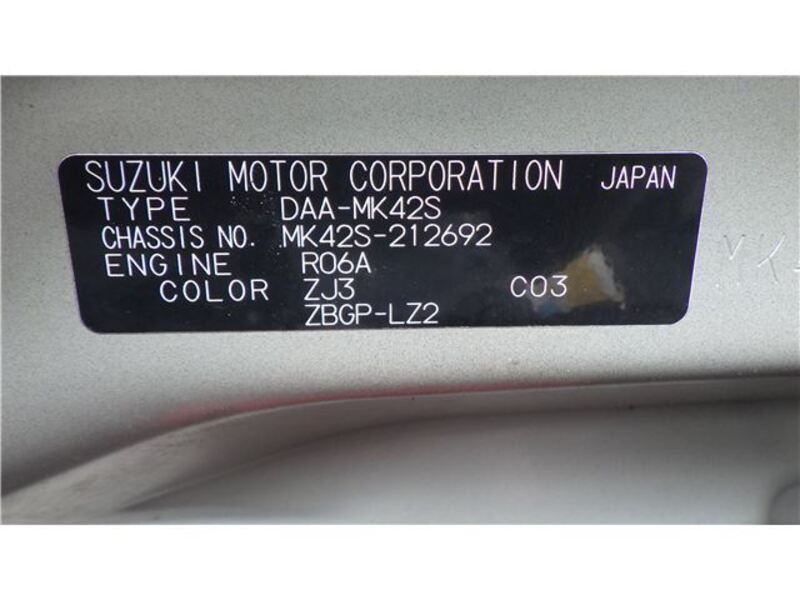 SUZUKI MOTOR CORPORATION JAPAN
TYPE DAA-MK42S
CHASSIS NO. MK42S-212692
ENGINE R06A
COLOR ZJ3 C03
ZBGP-LZ2